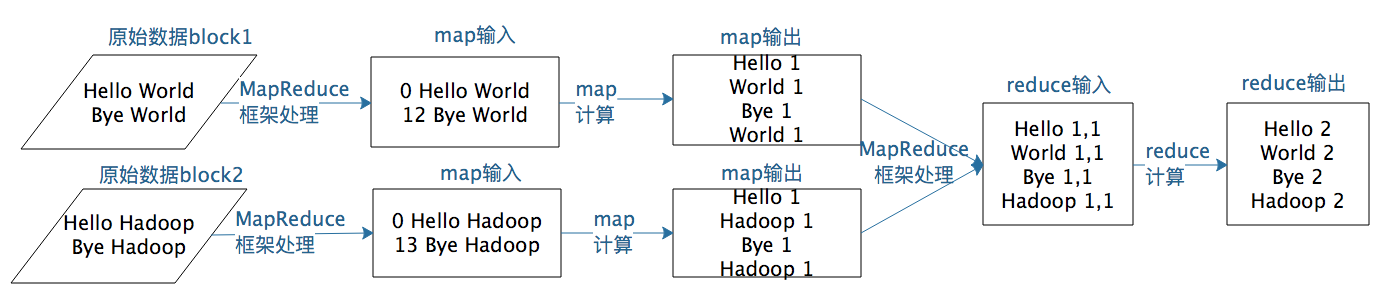 原始数据block1
Hello World
Bye World
MapReduce
框架处理
map输入
0 Hello World
12 Bye World
map
计算
map输出
Hello 1
World 1
Bye 1
World 1
原始数据block2
Hello Hadoop
Bye Hadoop
MapReduce
框架处理
map输入
0 Hello Hadoop
13 Bye Hadoop
map
计算
map输出
Hello 1
Hadoop 1
Bye 1
Hadoop 1
MapReduce
框架处理
reduce输入
Hello 1,1
World 1,1
Bye 1,1
Hadoop 1,1
reduce
计算
reduce输出
Hello 2
World 2
Bye 2
Hadoop 2